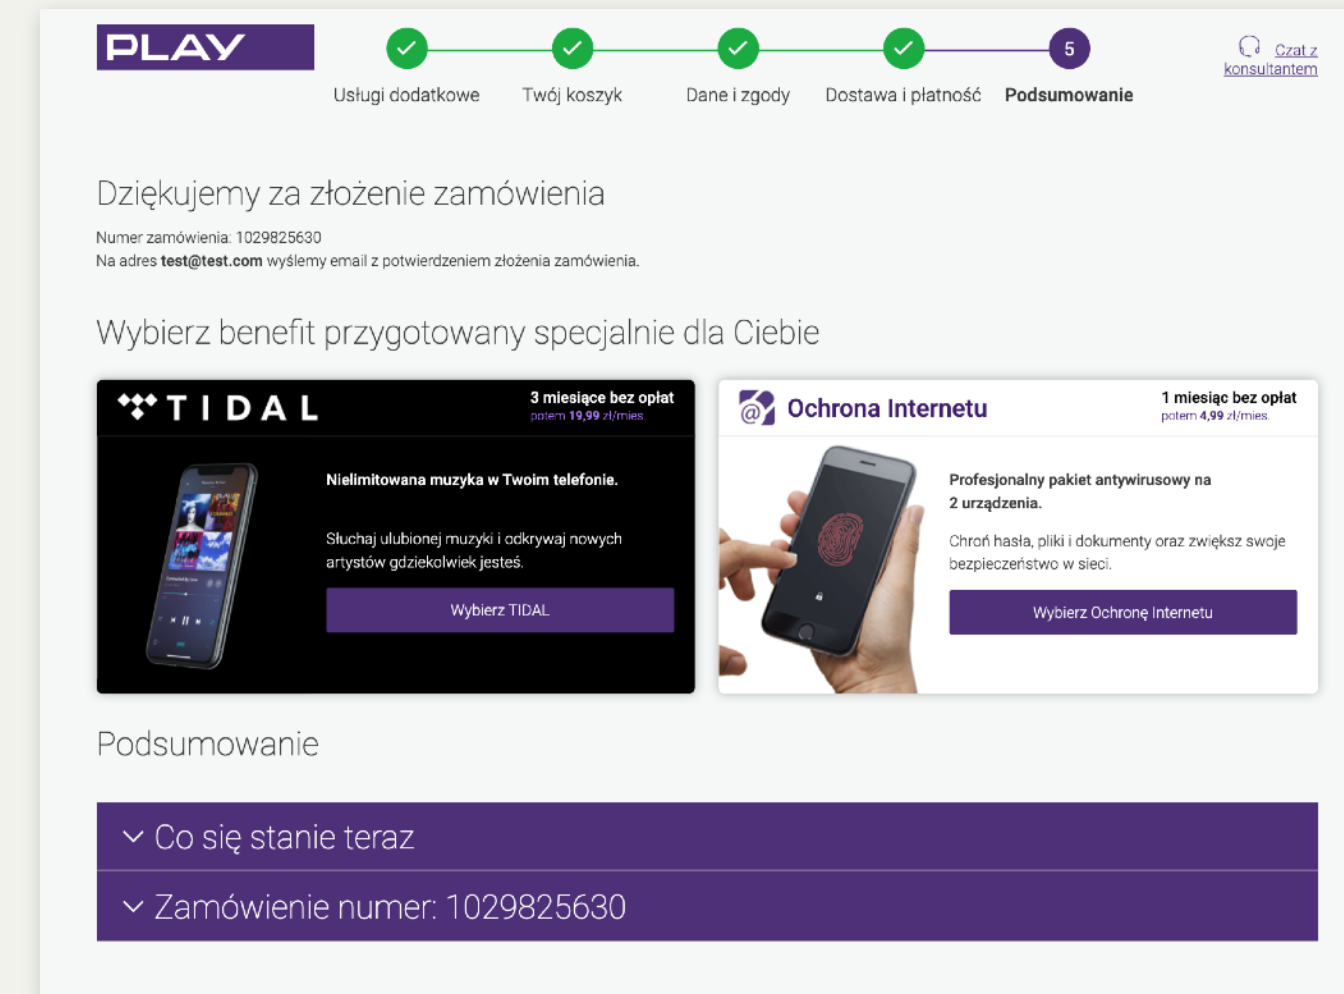 PLAY
5
Czat z
konsultantem
Usługi dodatkowe
Twój koszyk
Dane i zgody
Dostawa i płatność
Podsumowanie
Dziękujemy za złożenie zamówienia
Numer zamówienia: 1029825630
Na adres test@test.com wyślemy email z potwierdzeniem złożenia zamówienia.
Wybierz benefit przygotowany specjalnie dla Ciebie
TIDAL
3 miesiące bez opłat
potem 19,99 zł/mies.
Nielimitowana muzyka w Twoim telefonie.
Słuchaj ulubionej muzyki i odkrywaj nowych
artystów gdziekolwiek jesteś.
Wybierz TIDAL
@
Ochrona Internetu
1 miesiąc bez opłat
potem 4,99 zł/mies.
Profesjonalny pakiet antywirusowy na
2 urządzenia.
Chroń hasła, pliki i dokumenty oraz zwiększ swoje
bezpieczeństwo w sieci.
Wybierz Ochronę Internetu
Podsumowanie
Co się stanie teraz
Zamówienie numer: 1029825630